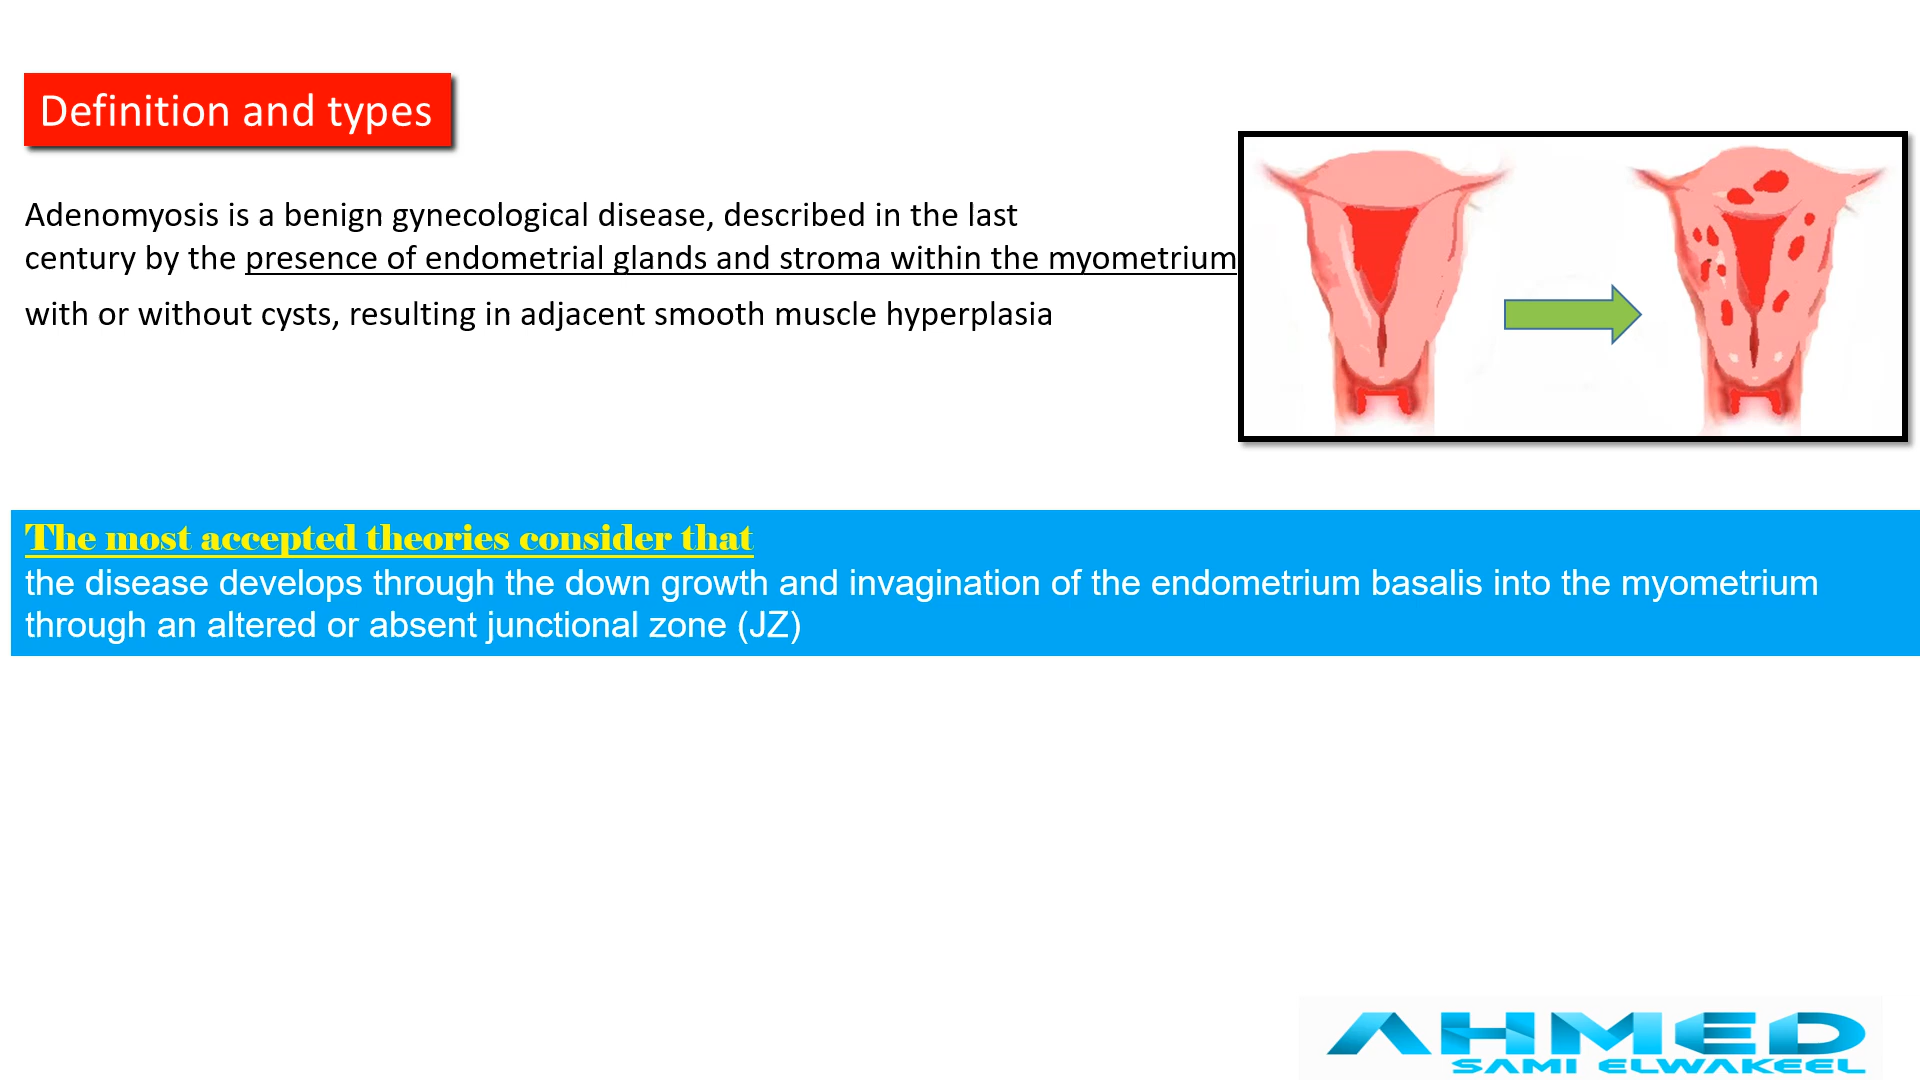 Definition and types
Adenomyosis is a benign gynecological disease, described in the last
century by the presence of endometrial glands and stroma within the myometrium
with or without cysts, resulting in adjacent smooth muscle hyperplasia
The most accepted theories consider that
the disease develops through the down growth and invagination of the endometrium basalis into the myometrium
through an altered or absent junctional zone (JZ)
AHMED
SAMI ELWAKEEL